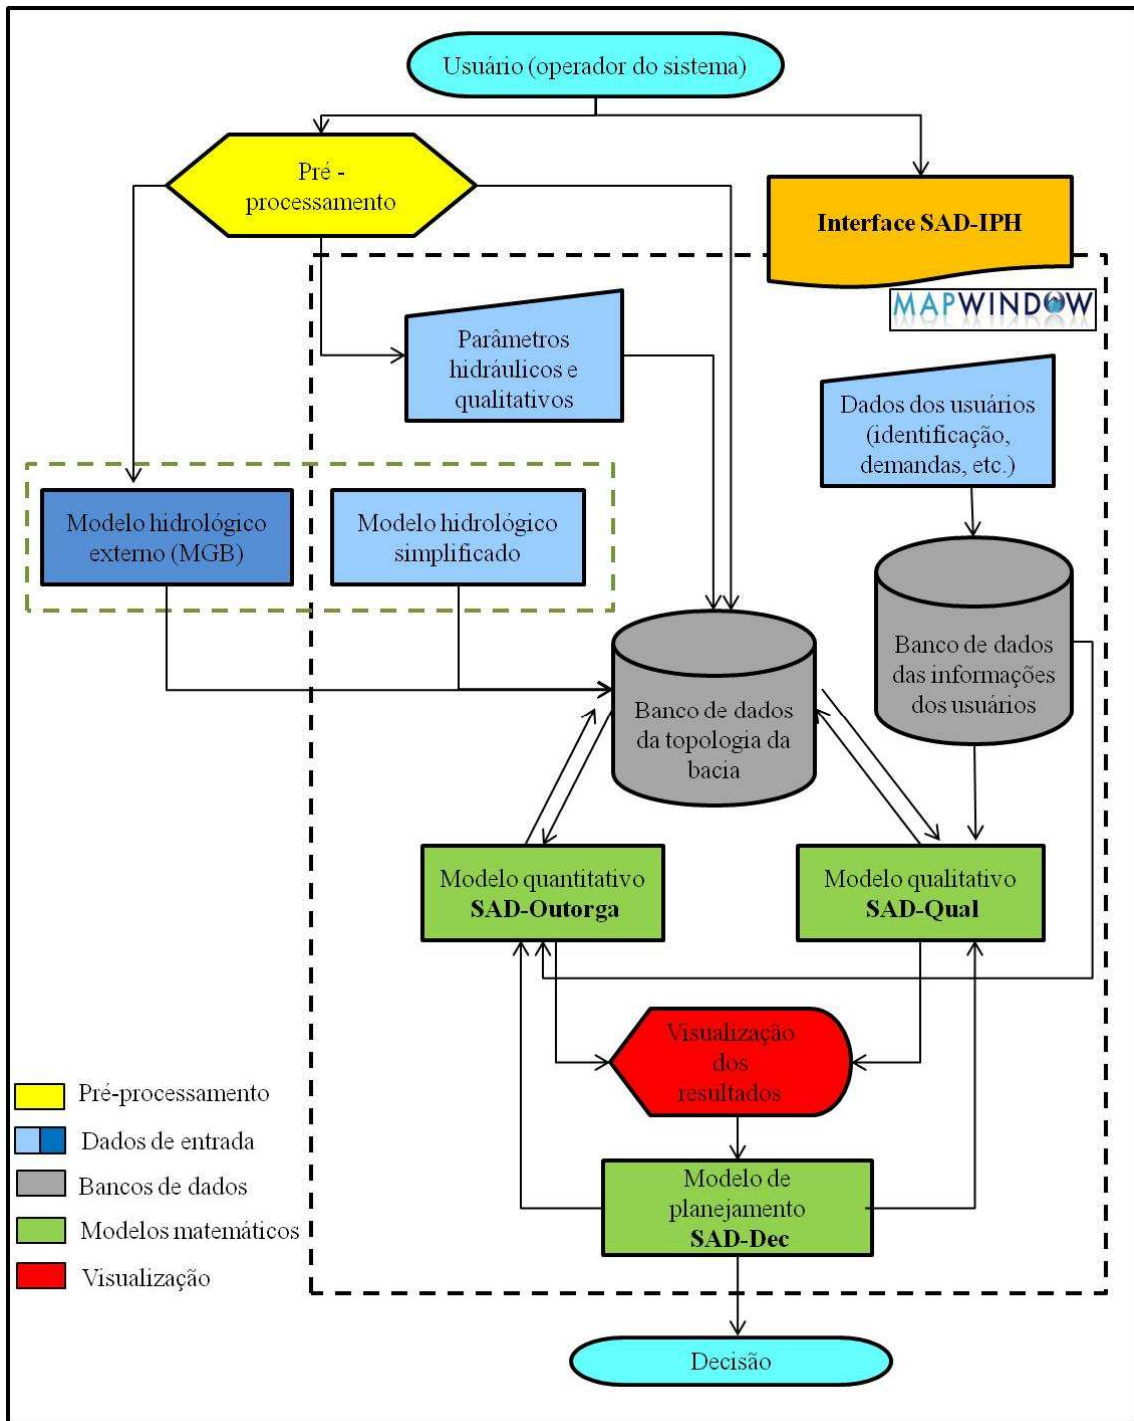 Usuário (operador do sistema)
Pré -
processamento
Interface SAD-IPH
MAPWINDOW
Parâmetros
hidráulicos e
qualitativos
Dados dos usuários
(identificação,
demandas, etc.)
Modelo hidrológico
externo (MGB)
Modelo hidrológico
simplificado
Banco de dados
das informações
dos usuários
Banco de dados
da topologia da
bacia
Modelo quantitativo
SAD-Outorga
Modelo qualitativo
SAD-Qual
Visualização
dos
resultados
Modelo de
planejamento
SAD-Dec
Decisão
Pré-processamento
Dados de entrada
Bancos de dados
Modelos matemáticos
Visualização